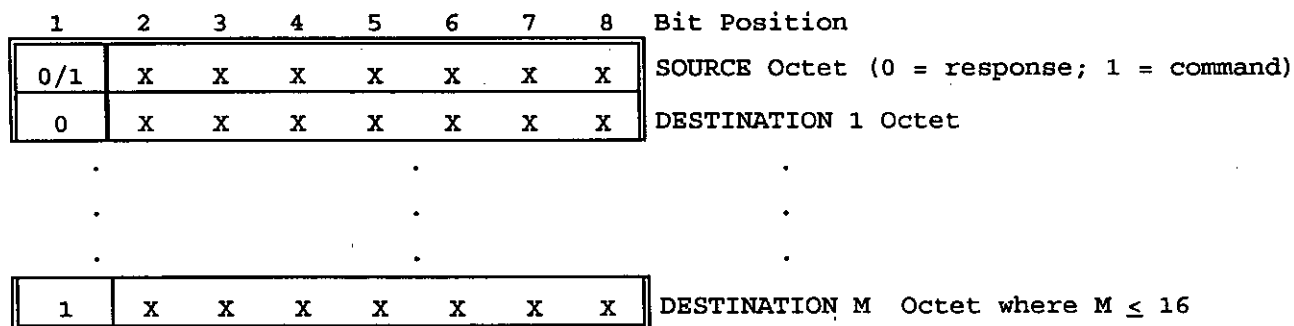 1 2 3 4 5 6 7 8 Bit Position
0/1 X X X X X X X SOURCE Octet (0 = response; 1 = command)
0 X X X X X X X DESTINATION 1 Octet
. . .
. . .
. . .
1 X X X X X X X DESTINATION M Octet where M ≤ 16